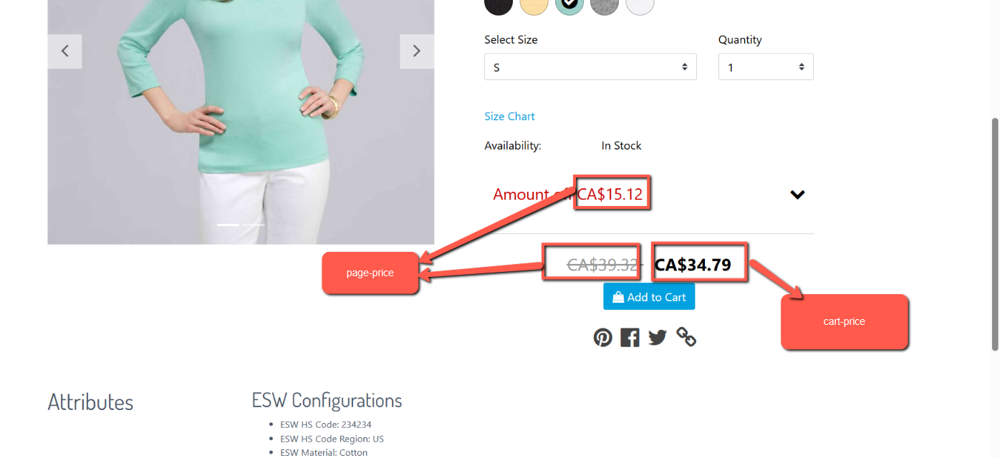 Select Size
Quantity
S
1
Size Chart
Availability:
In Stock
Amount off CA$15.12
CA$39.32
CA$34.79
page-price
Add to Cart
cart-price
Attributes
ESW Configurations
ESW HS Code: 234234
ESW HS Code Region: US
ESW Material: Cotton